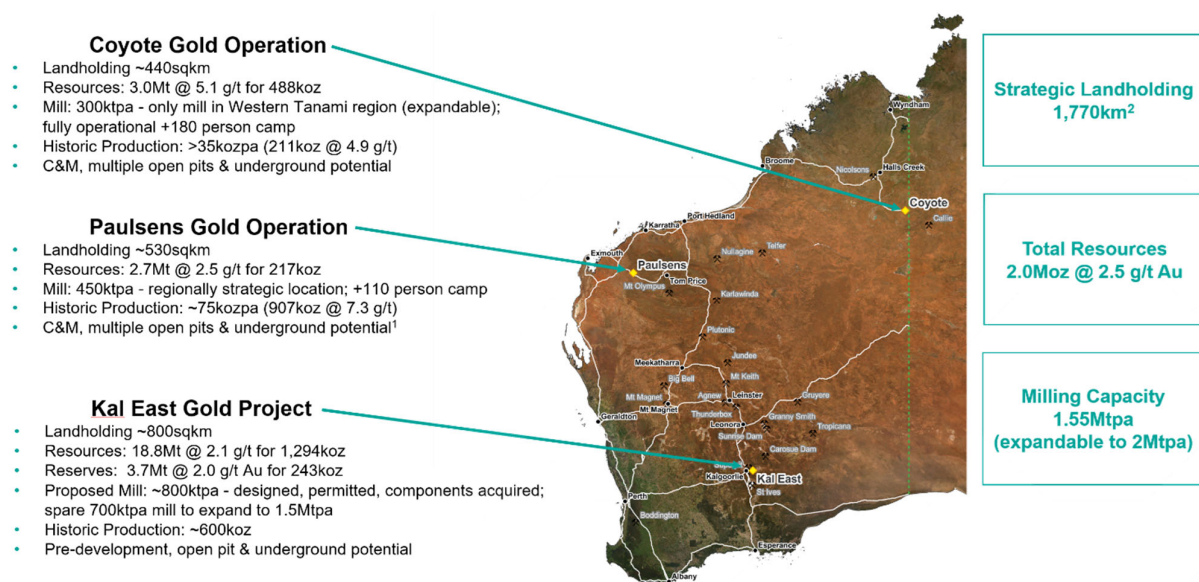 Coyote Gold Operation
• Landholding ~440sqkm
• Resources: 3.0Mt @ 5.1 g/t for 488koz
• Mill: 300ktpa - only mill in Western Tanami region (expandable);
fully operational +180 person camp
• Historic Production: >35kozpa (211koz @ 4.9 g/t)
• C&M, multiple open pits & underground potential
Paulsens Gold Operation
• Landholding ~530sqkm
• Resources: 2.7Mt @ 2.5 g/t for 217koz
• Mill: 450ktpa - regionally strategic location; +110 person camp
• Historic Production: ~75kozpa (907koz @ 7.3 g/t)
• C&M, multiple open pits & underground potential¹
Kal East Gold Project
• Landholding ~800sqkm
• Resources: 18.8Mt @ 2.1 g/t for 1,294koz
• Reserves: 3.7Mt @ 2.0 g/t Au for 243koz
• Proposed Mill: ~800ktpa - designed, permitted, components acquired;
spare 700ktpa mill to expand to 1.5Mtpa
• Historic Production: ~600koz
• Pre-development, open pit & underground potential
Wyndham
Broome
Nicolsons
Halls Creek
Coyote
Callie
Port Hedland
Karratha
Exmouth
Nullagine
Telfer
Paulsens
Tom Price
Mt Olympus
Karlawinda
Plutonic
Meekatharra
Jundee
Big Bell
Mt Keith
Mt Magnet
Mt Magnet
Agnew
Leinster
Gruyere
Thunderbox
Geraldton
Leonora
Granny Smith
Sunrise Dam
Tropicana
Carosue Dam
Kalgoorlie
Kal East
St Ives
Perth
Boddington
Esperance
Albany
Strategic Landholding
1,770km²
Total Resources
2.0Moz @ 2.5 g/t Au
Milling Capacity
1.55Mtpa
(expandable to 2Mtpa)